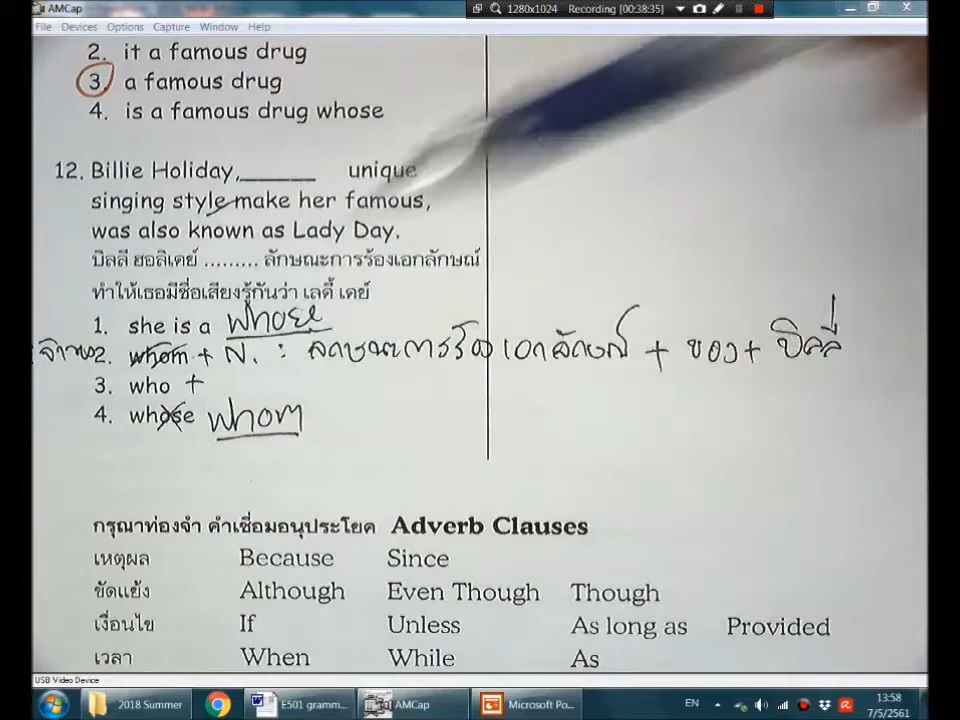 AMCap
1280x1024 Recording [00:38:35]
File Devices Options Capture Window Help
2. it a famous drug
3. a famous drug
4. is a famous drug whose
12. Billie Holiday,______ unique
singing style make her famous,
was also known as Lady Day.
บิลลี ฮอลิเดย์ ......... ลักษณะการร้องเอกลักษณ์
ทำให้เธอมีชื่อเสียงรู้กันว่า เลดี้ เดย์
1. she is a whose
2. whom + น. : ลักษณะการร้องเอกลักษณ์ + ของ + บิลลี่
3. who +
4. whose whom
กรุณาท่องจำ คำเชื่อมอนุประโยค Adverb Clauses
เหตุผล Because Since
ขัดแย้ง Although Even Though Though
เงื่อนไข If Unless As long as Provided
เวลา When While As
USB Video Device
2018 Summer E501 gramm... AMCap Microsoft Po... EN 13:58
7/5/2561